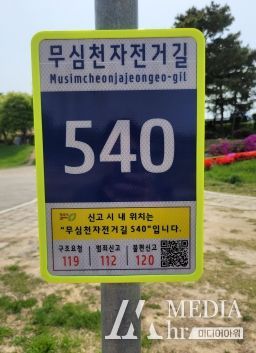 무심천자전거길
Musimcheonjajeongeo-gil
540
신고 시 내 위치는
"무심천자전거길 540"입니다.
구조요청 범죄신고 불편신고
119 112 120
MEDIA
hr
미디어아워